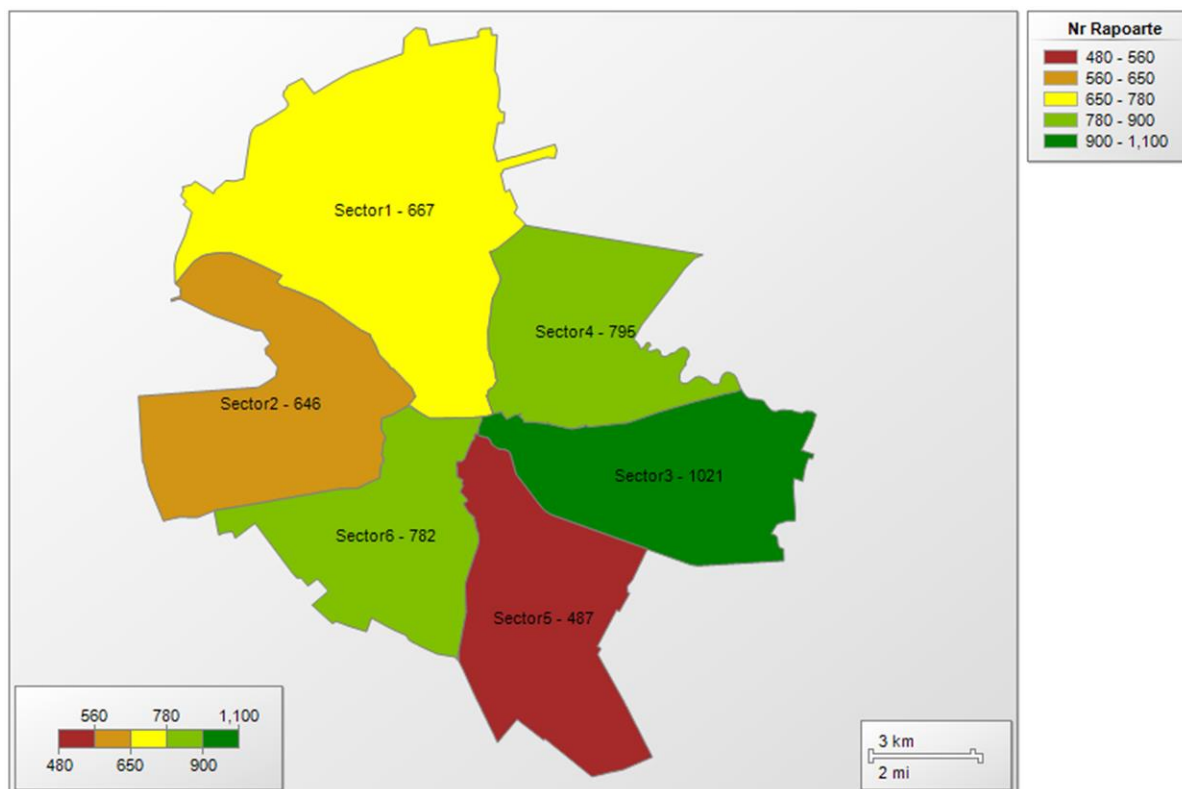 Nr Rapoarte
480 - 560
560 - 650
650 - 780
780 - 900
900 - 1,100
Sector1 - 667
Sector4 - 795
Sector2 - 646
Sector3 - 1021
Sector6 - 782
Sector5 - 487
560 780 1,100
480 650 900
3 km
2 mi